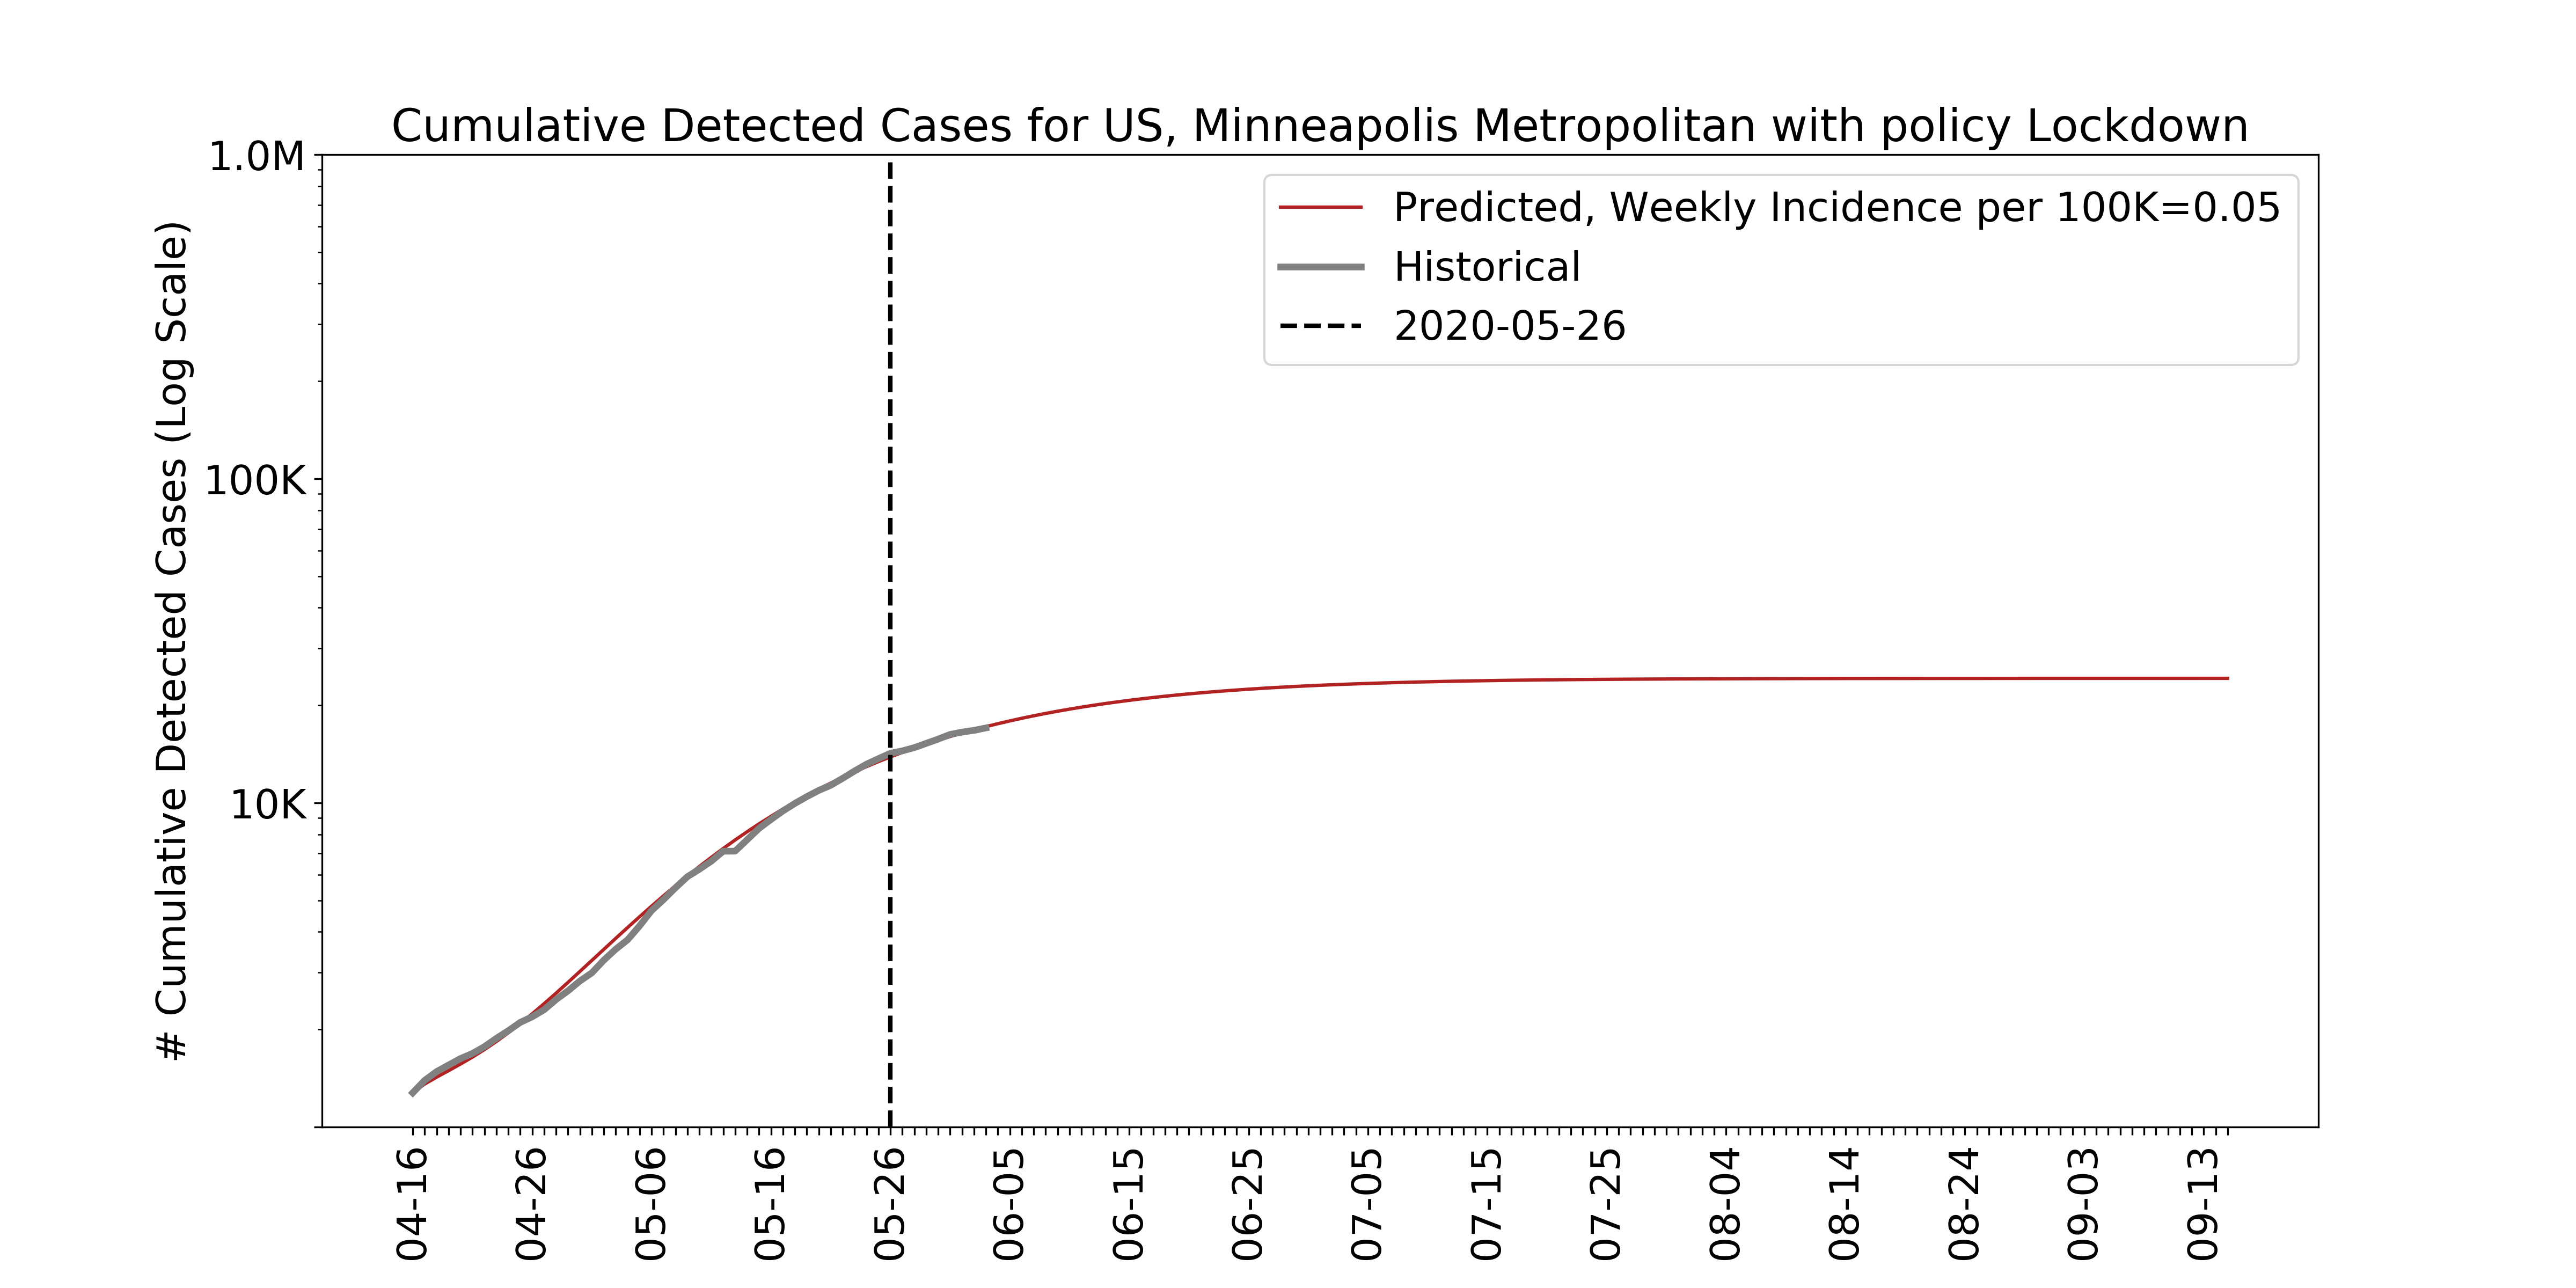 Cumulative Detected Cases for US, Minneapolis Metropolitan with policy Lockdown
# Cumulative Detected Cases (Log Scale)
1.0M
100K
10K
Predicted, Weekly Incidence per 100K=0.05
Historical
2020-05-26
04-16
04-26
05-06
05-16
05-26
06-05
06-15
06-25
07-05
07-15
07-25
08-04
08-14
08-24
09-03
09-13